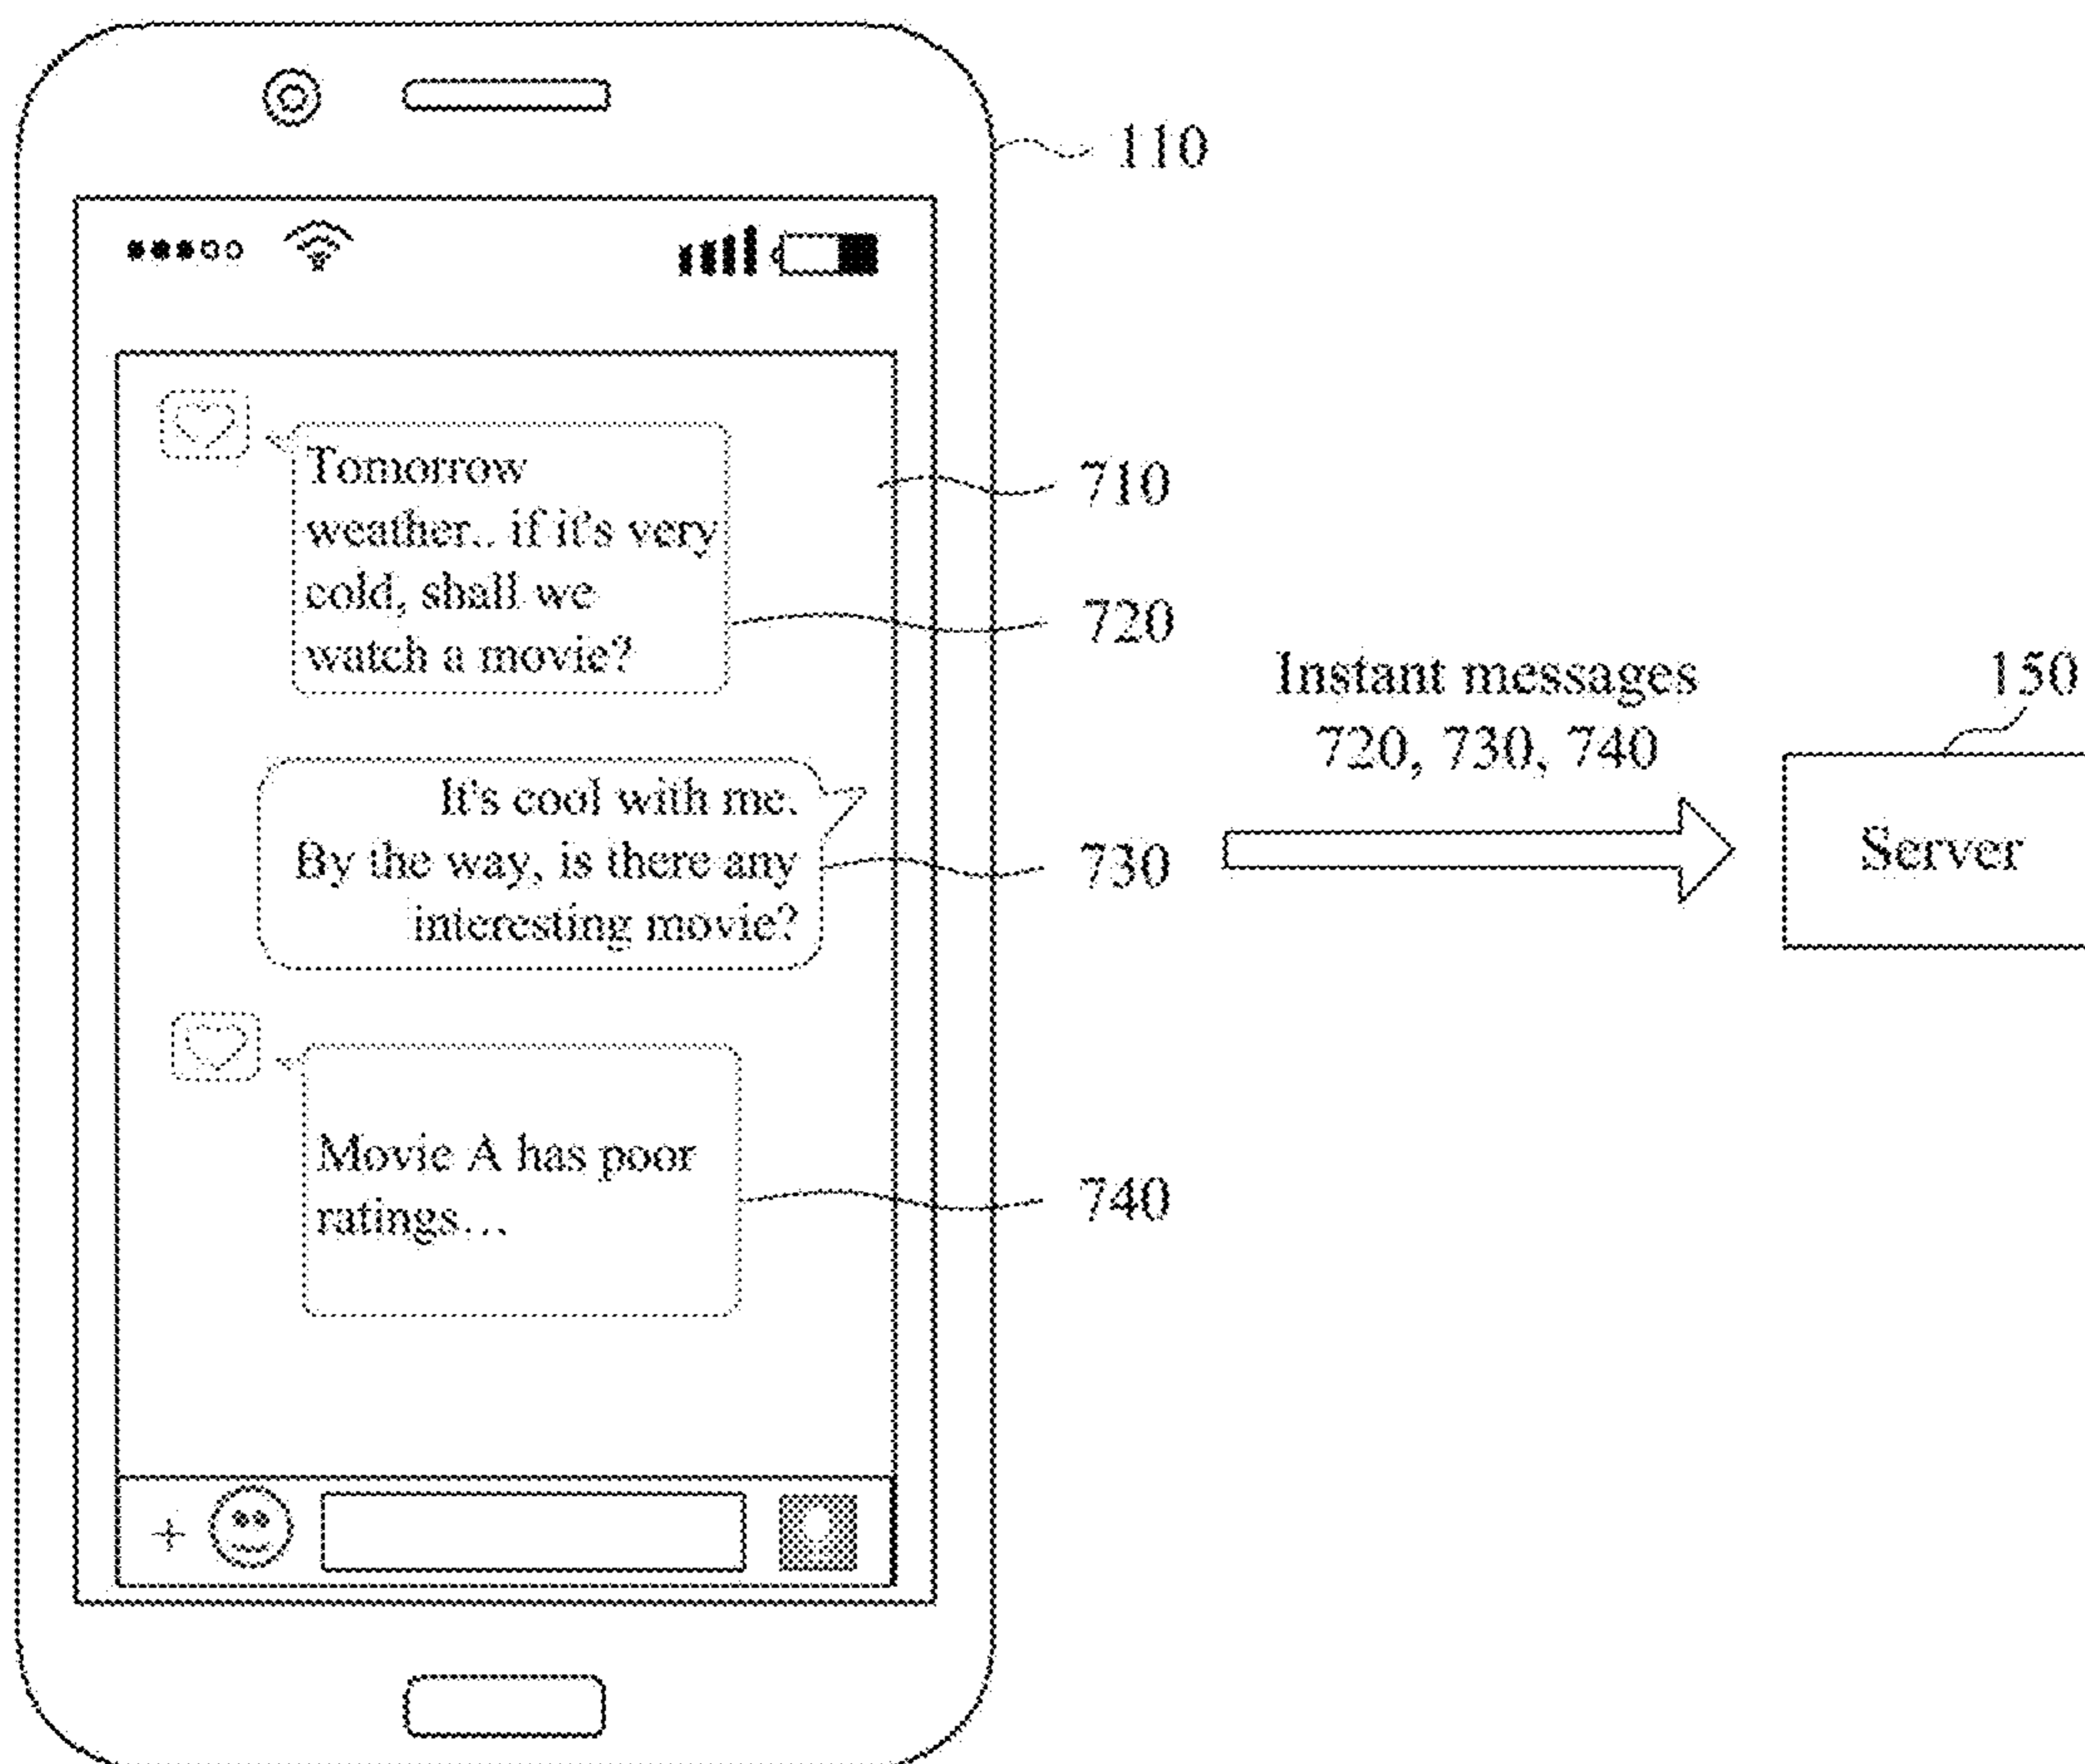 110
Tomorrow
weather.. if it's very
cold, shall we
watch a movie?
710
720
It's cool with me.
By the way, is there any
interesting movie?
730
Movie A has poor
ratings...
740
Instant messages
720, 730, 740
150
Server